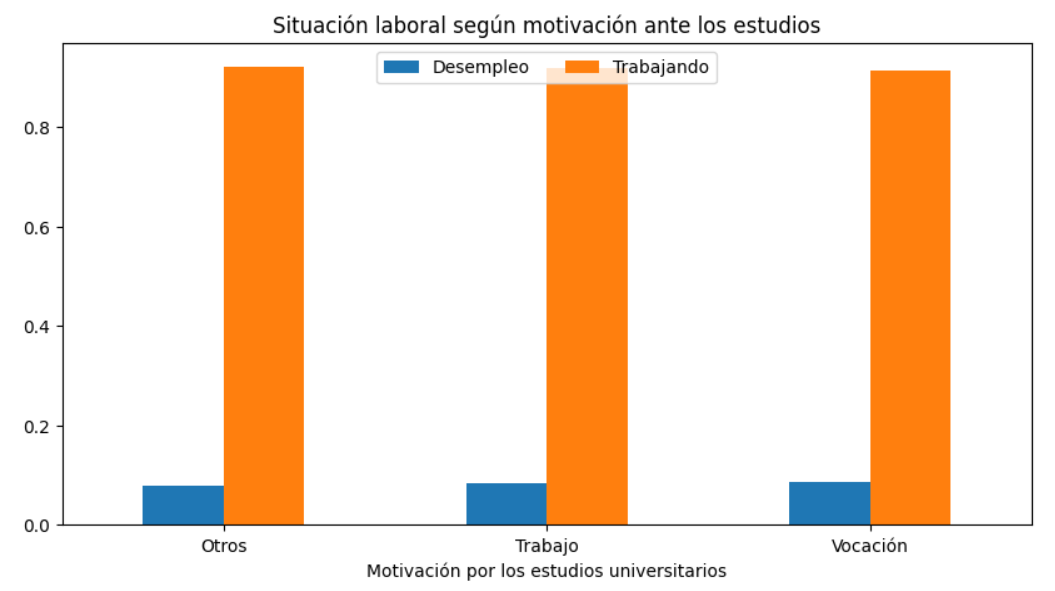 Situación laboral según motivación ante los estudios
Desempleo Trabajando
0.8
0.6
0.4
0.2
0.0
Otros Trabajo Vocación
Motivación por los estudios universitarios